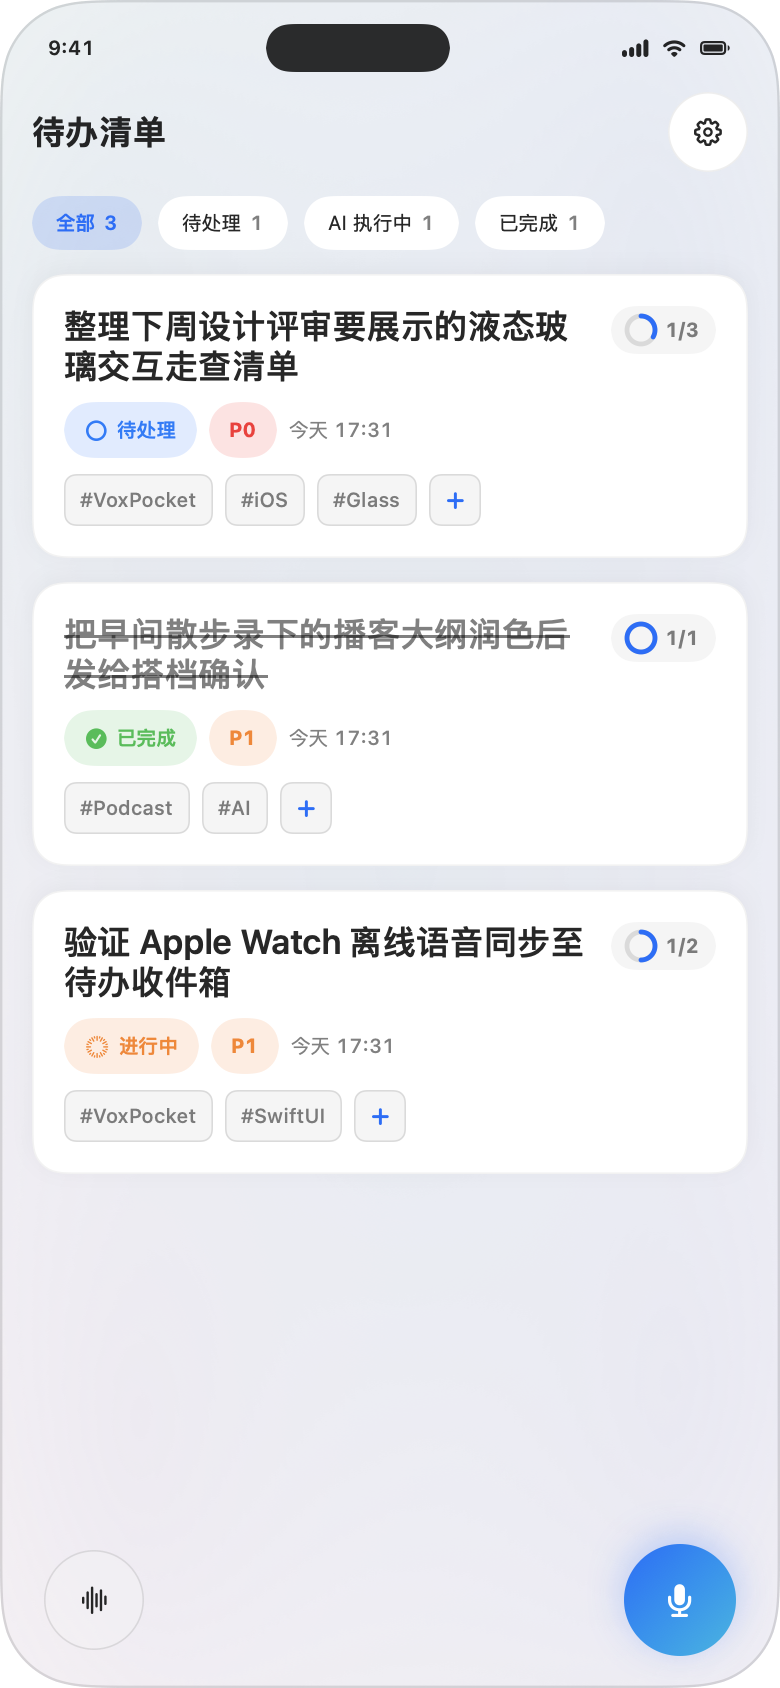 9:41
待办清单
全部 3
待处理 1
AI 执行中 1
已完成 1
整理下周设计评审要展示的液态玻
璃交互走查清单
1/3
待处理
P0
今天 17:31
#VoxPocket
#iOS
#Glass
+
把早间散步录下的播客大纲润色后
发给搭档确认
1/1
已完成
P1
今天 17:31
#Podcast
#AI
+
验证 Apple Watch 离线语音同步至
待办收件箱
1/2
进行中
P1
今天 17:31
#VoxPocket
#SwiftUI
+